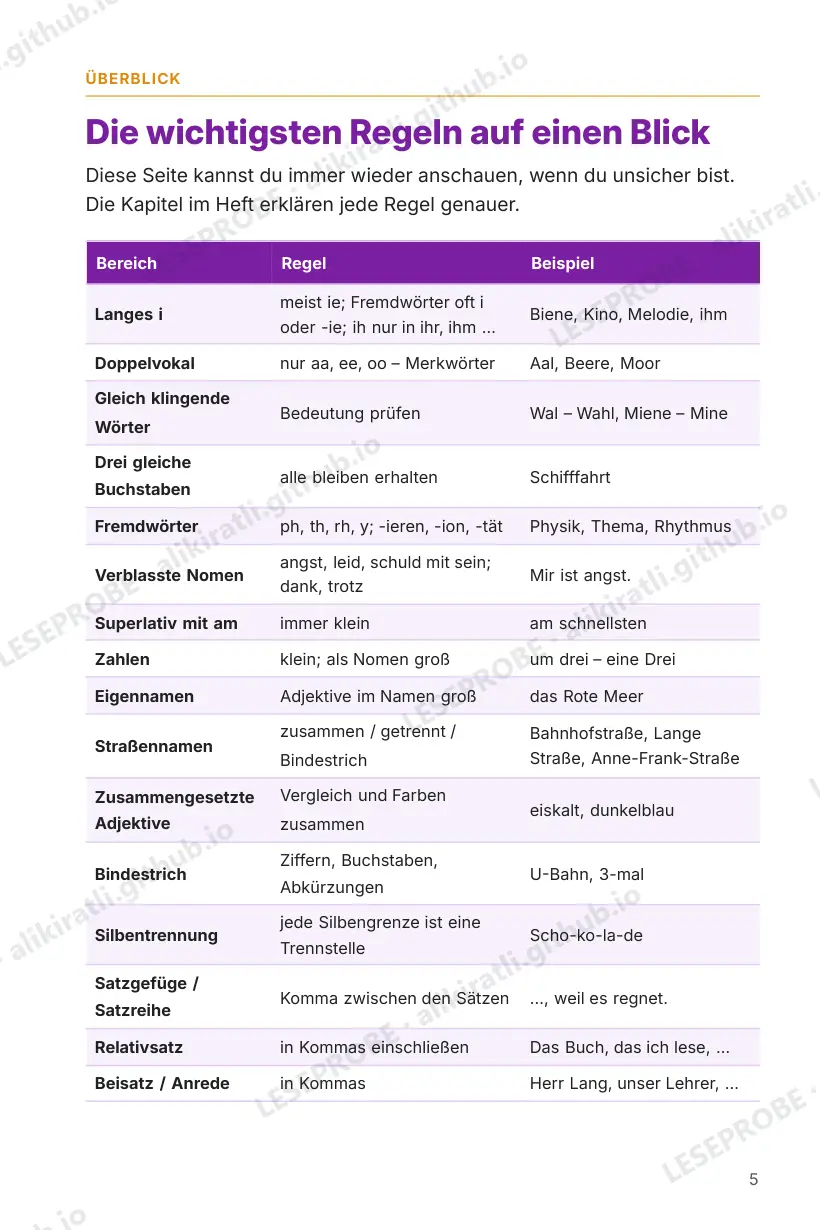 ÜBERBLICK
Die wichtigsten Regeln auf einen Blick
Diese Seite kannst du immer wieder anschauen, wenn du unsicher bist.
Die Kapitel im Heft erklären jede Regel genauer.
Bereich Regel Beispiel
Langes i meist ie; Fremdwörter oft i oder -ie; ih nur in ihr, ihm ... Biene, Kino, Melodie, ihm
Doppelvokal nur aa, ee, oo – Merkwörter Aal, Beere, Moor
Gleich klingende Wörter Bedeutung prüfen Wal – Wahl, Miene – Mine
Drei gleiche Buchstaben alle bleiben erhalten Schifffahrt
Fremdwörter ph, th, rh, y; -ieren, -ion, -tät Physik, Thema, Rhythmus
Verblasste Nomen angst, leid, schuld mit sein; dank, trotz Mir ist angst.
Superlativ mit am immer klein am schnellsten
Zahlen klein; als Nomen groß um drei – eine Drei
Eigennamen Adjektive im Namen groß das Rote Meer
Straßennamen zusammen / getrennt / Bindestrich Bahnhofstraße, Lange Straße, Anne-Frank-Straße
Zusammengesetzte Adjektive Vergleich und Farben zusammen eiskalt, dunkelblau
Bindestrich Ziffern, Buchstaben, Abkürzungen U-Bahn, 3-mal
Silbentrennung jede Silbengrenze ist eine Trennstelle Scho-ko-la-de
Satzgefüge / Satzreihe Komma zwischen den Sätzen ..., weil es regnet.
Relativsatz in Kommas einschließen Das Buch, das ich lese, ...
Beisatz / Anrede in Kommas Herr Lang, unser Lehrer, ...
5
LESEPROBE · alikiratli.github.io